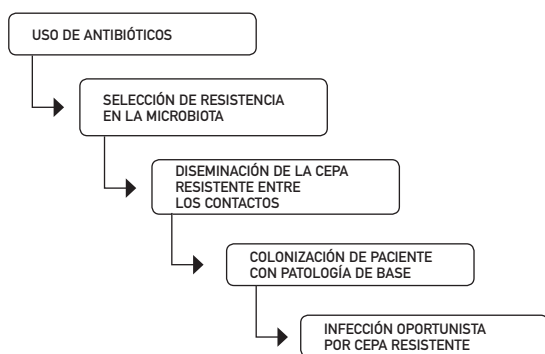 USO DE ANTIBIÓTICOS
SELECCIÓN DE RESISTENCIA
EN LA MICROBIOTA
DISEMINACIÓN DE LA CEPA
RESISTENTE ENTRE
LOS CONTACTOS
COLONIZACIÓN DE PACIENTE
CON PATOLOGÍA DE BASE
INFECCIÓN OPORTUNISTA
POR CEPA RESISTENTE